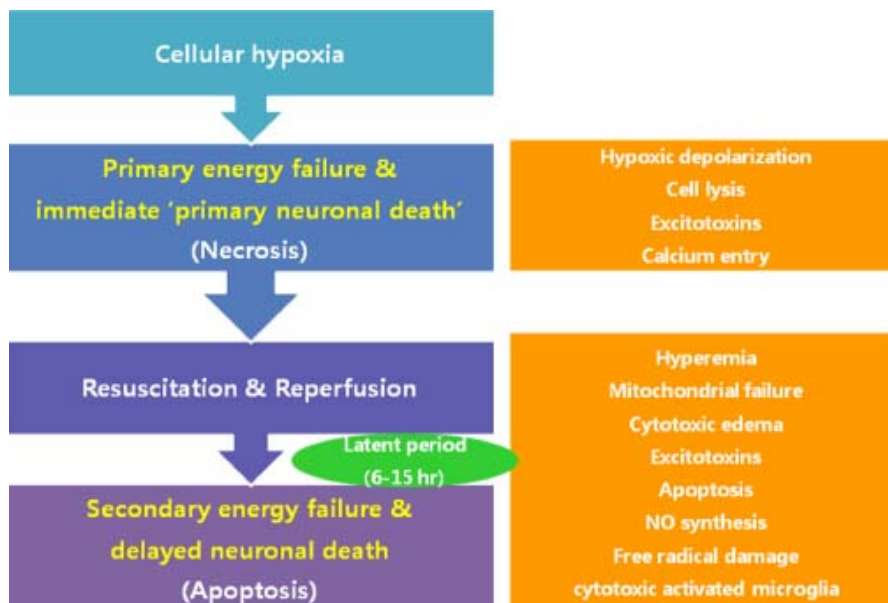 Cellular hypoxia
Primary energy failure &
immediate ‘primary neuronal death’
(Necrosis)
Hypoxic depolarization
Cell lysis
Excitotoxins
Calcium entry
Resuscitation & Reperfusion
Latent period
(6-15 hr)
Secondary energy failure &
delayed neuronal death
(Apoptosis)
Hyperemia
Mitochondrial failure
Cytotoxic edema
Excitotoxins
Apoptosis
NO synthesis
Free radical damage
cytotoxic activated microglia